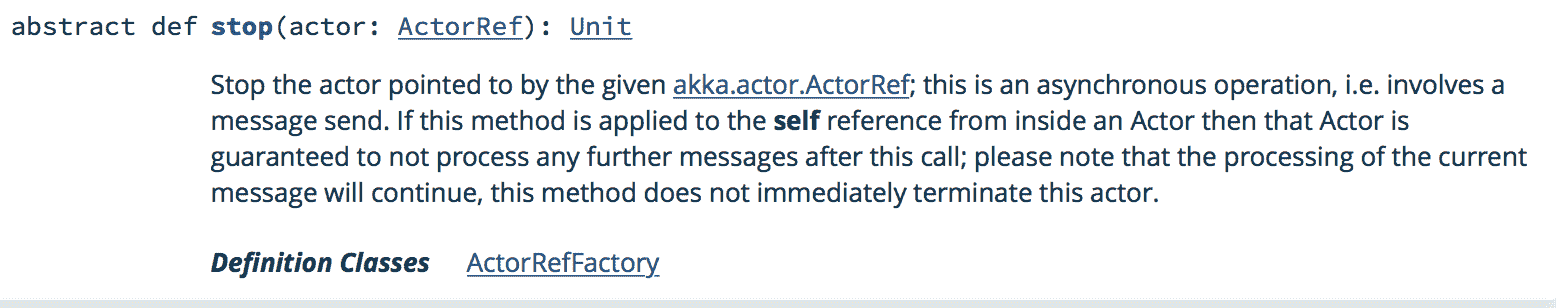 abstract def stop(actor: ActorRef): Unit
Stop the actor pointed to by the given akka.actor.ActorRef; this is an asynchronous operation, i.e. involves a
message send. If this method is applied to the self reference from inside an Actor then that Actor is
guaranteed to not process any further messages after this call; please note that the processing of the current
message will continue, this method does not immediately terminate this actor.
Definition Classes ActorRefFactory